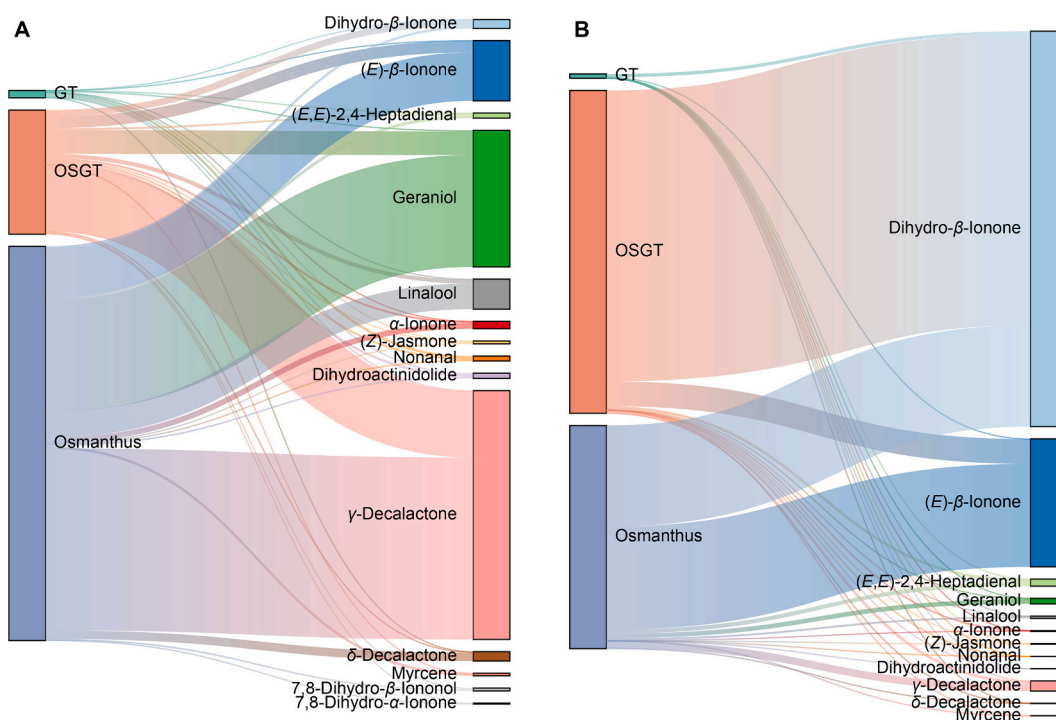 A
Dihydro-β-Ionone
(E)-β-Ionone
GT
(E,E)-2,4-Heptadienal
OSGT
Geraniol
Linalool
α-Ionone
(Z)-Jasmone
Nonanal
Dihydroactinidolide
Osmanthus
γ-Decalactone
δ-Decalactone
Myrcene
7,8-Dihydro-β-Iononol
7,8-Dihydro-α-Ionone
B
GT
Dihydro-β-Ionone
OSGT
(E)-β-Ionone
Osmanthus
(E,E)-2,4-Heptadienal
Geraniol
Linalool
α-Ionone
(Z)-Jasmone
Nonanal
Dihydroactinidolide
γ-Decalactone
δ-Decalactone
Myrcene